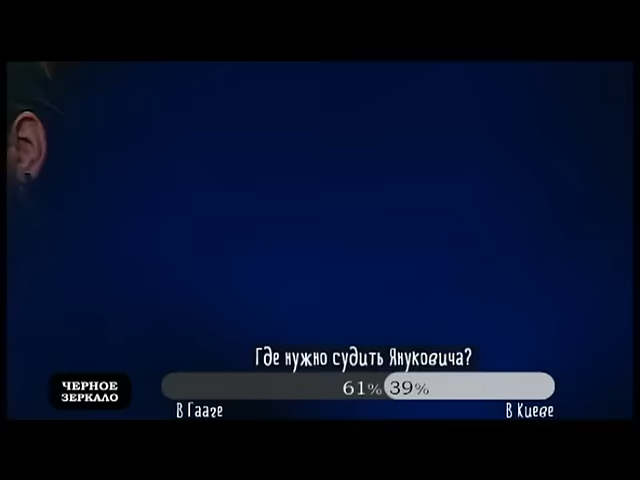 Где нужно судить Януковича?
ЧЕРНОЕ
ЗЕРКАЛО
61% 39%
В Гааге
В Киеве